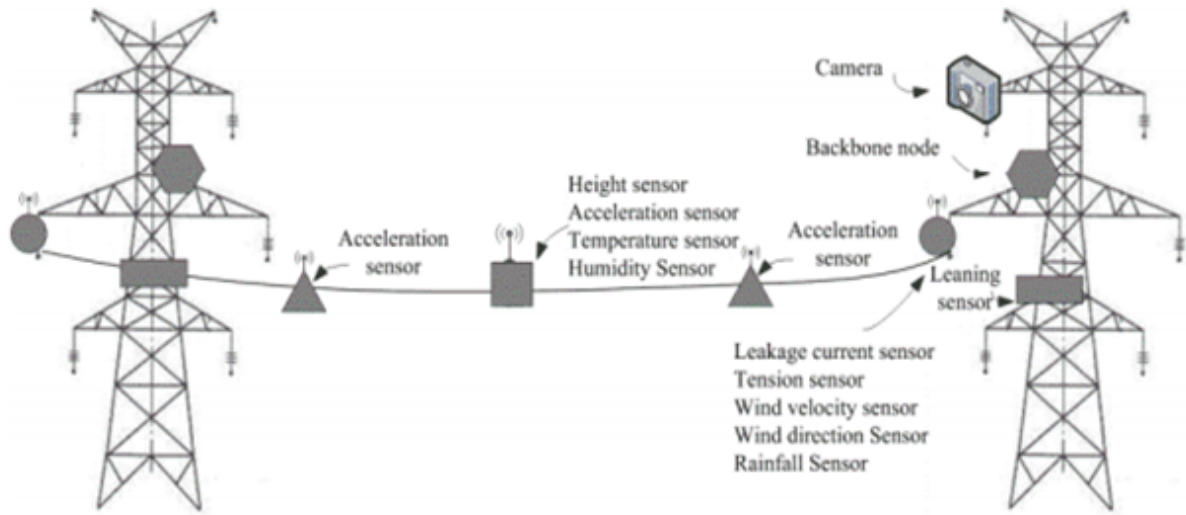 Camera
Backbone node
Height sensor
Acceleration sensor
Temperature sensor
Humidity Sensor
Acceleration
sensor
Acceleration
sensor
Leaning
sensor
Leakage current sensor
Tension sensor
Wind velocity sensor
Wind direction Sensor
Rainfall Sensor